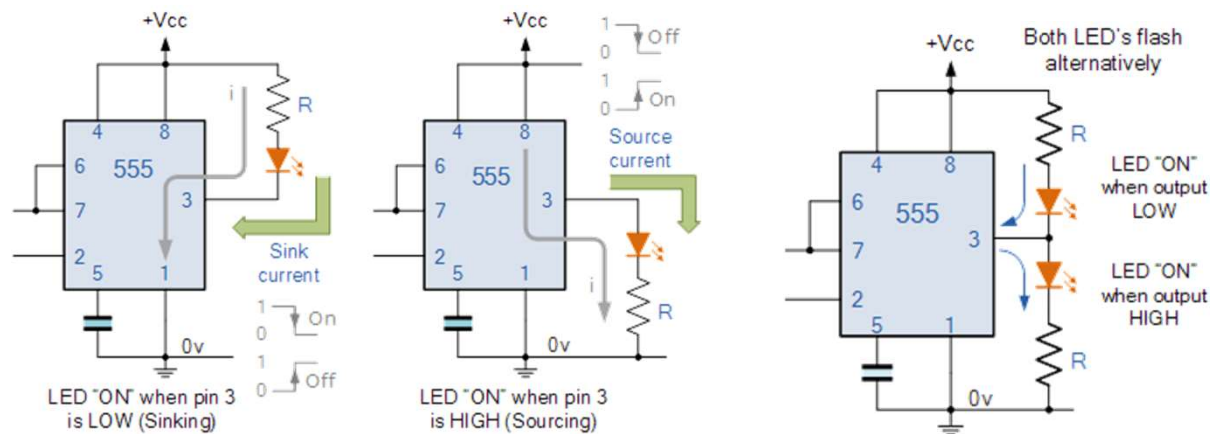 +Vcc
i
R
4
8
6
555
7
3
2
5
1
Sink
current
1
0
On
1
0
Off
0v
LED "ON" when pin 3
is LOW (Sinking)
+Vcc
1
0
Off
1
0
On
Source
current
4
8
6
555
7
3
2
5
1
i
R
0v
LED "ON" when pin 3
is HIGH (Sourcing)
Both LED's flash
alternatively
+Vcc
R
4
8
6
555
7
3
2
5
1
LED "ON"
when output
LOW
LED "ON"
when output
HIGH
R
0v